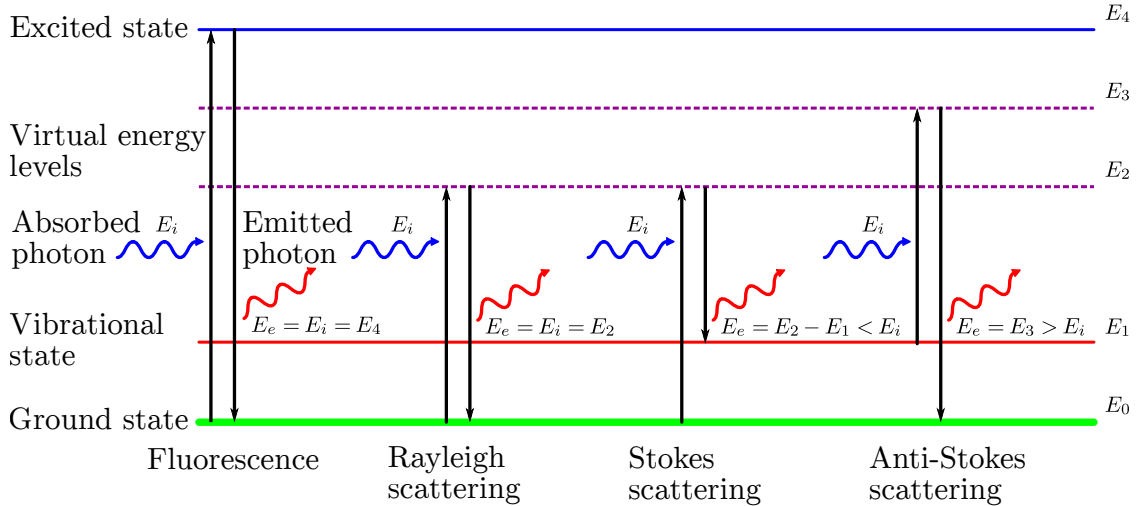 Excited state
E₄
E₃
Virtual energy
levels
E₂
Absorbed
photon
Eᵢ
Emitted
photon
Eᵢ
Eᵢ
Eᵢ
Eₑ = Eᵢ = E₄
Eₑ = Eᵢ = E₂
Eₑ = E₂ − E₁ < Eᵢ
Eₑ = E₃ > Eᵢ
Vibrational
state
E₁
Ground state
E₀
Fluorescence
Rayleigh
scattering
Stokes
scattering
Anti-Stokes
scattering